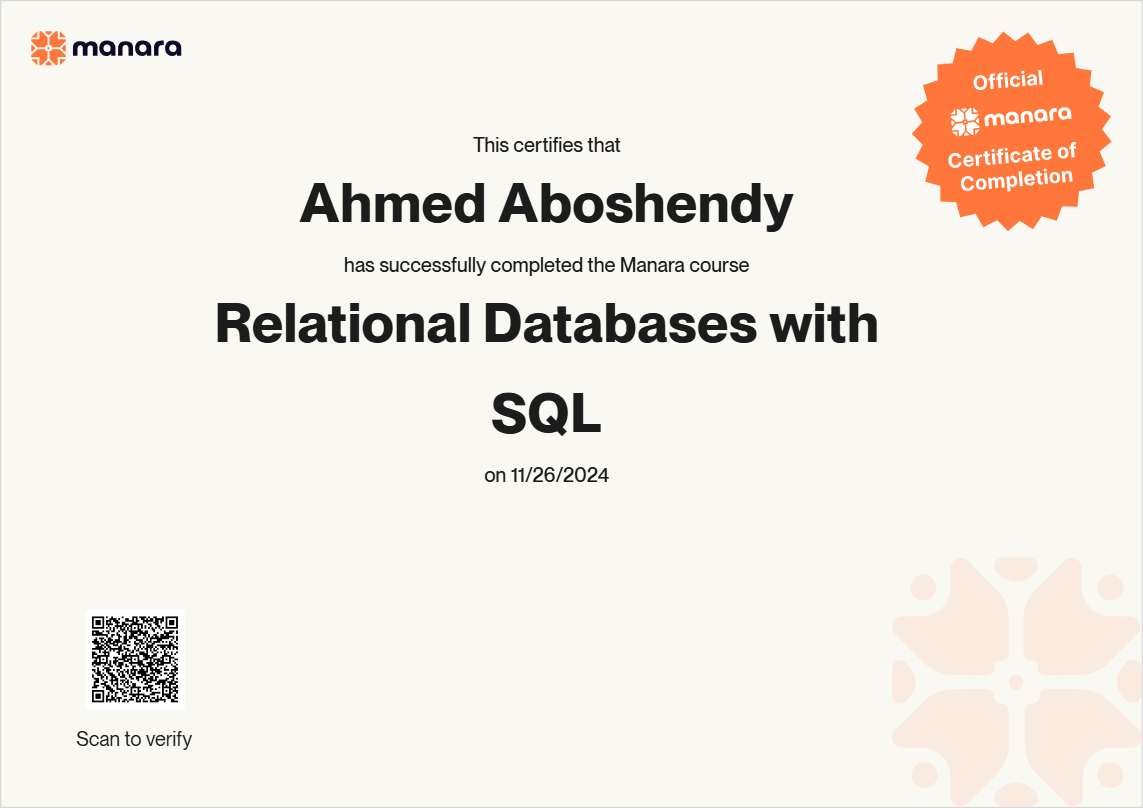 manara
Official
manara
Certificate of
Completion
This certifies that
Ahmed Aboshendy
has successfully completed the Manara course
Relational Databases with
SQL
on 11/26/2024
Scan to verify